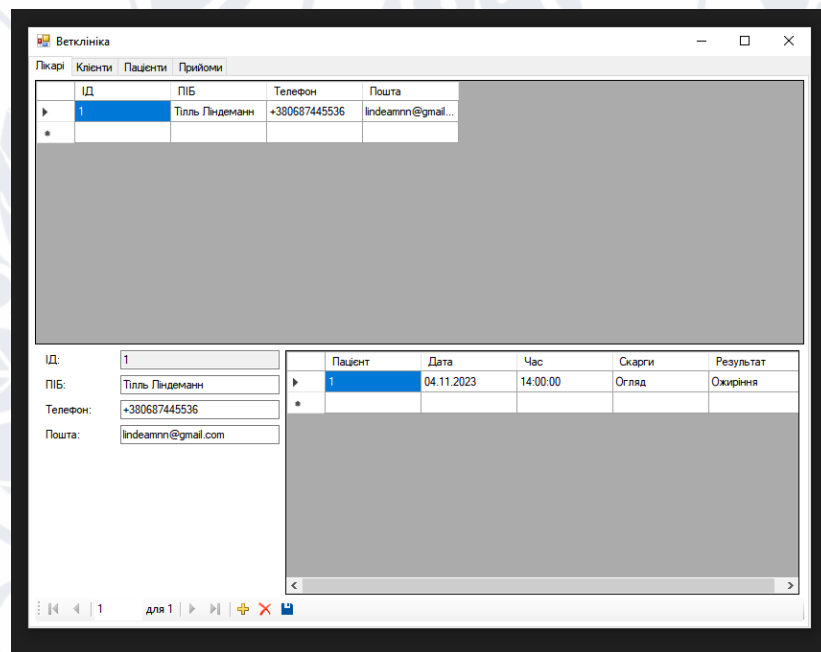 Ветклініка
Лікарі Клієнти Пацієнти Прийоми
ІД ПІБ Телефон Пошта
1 Тілль Ліндеманн +380687445536 lindeamnn@gmail...
ІД: 1
ПІБ: Тілль Ліндеманн
Телефон: +380687445536
Пошта: lindeamnn@gmail.com
Пацієнт Дата Час Скарги Результат
1 04.11.2023 14:00:00 Огляд Ожиріння
1 для 1